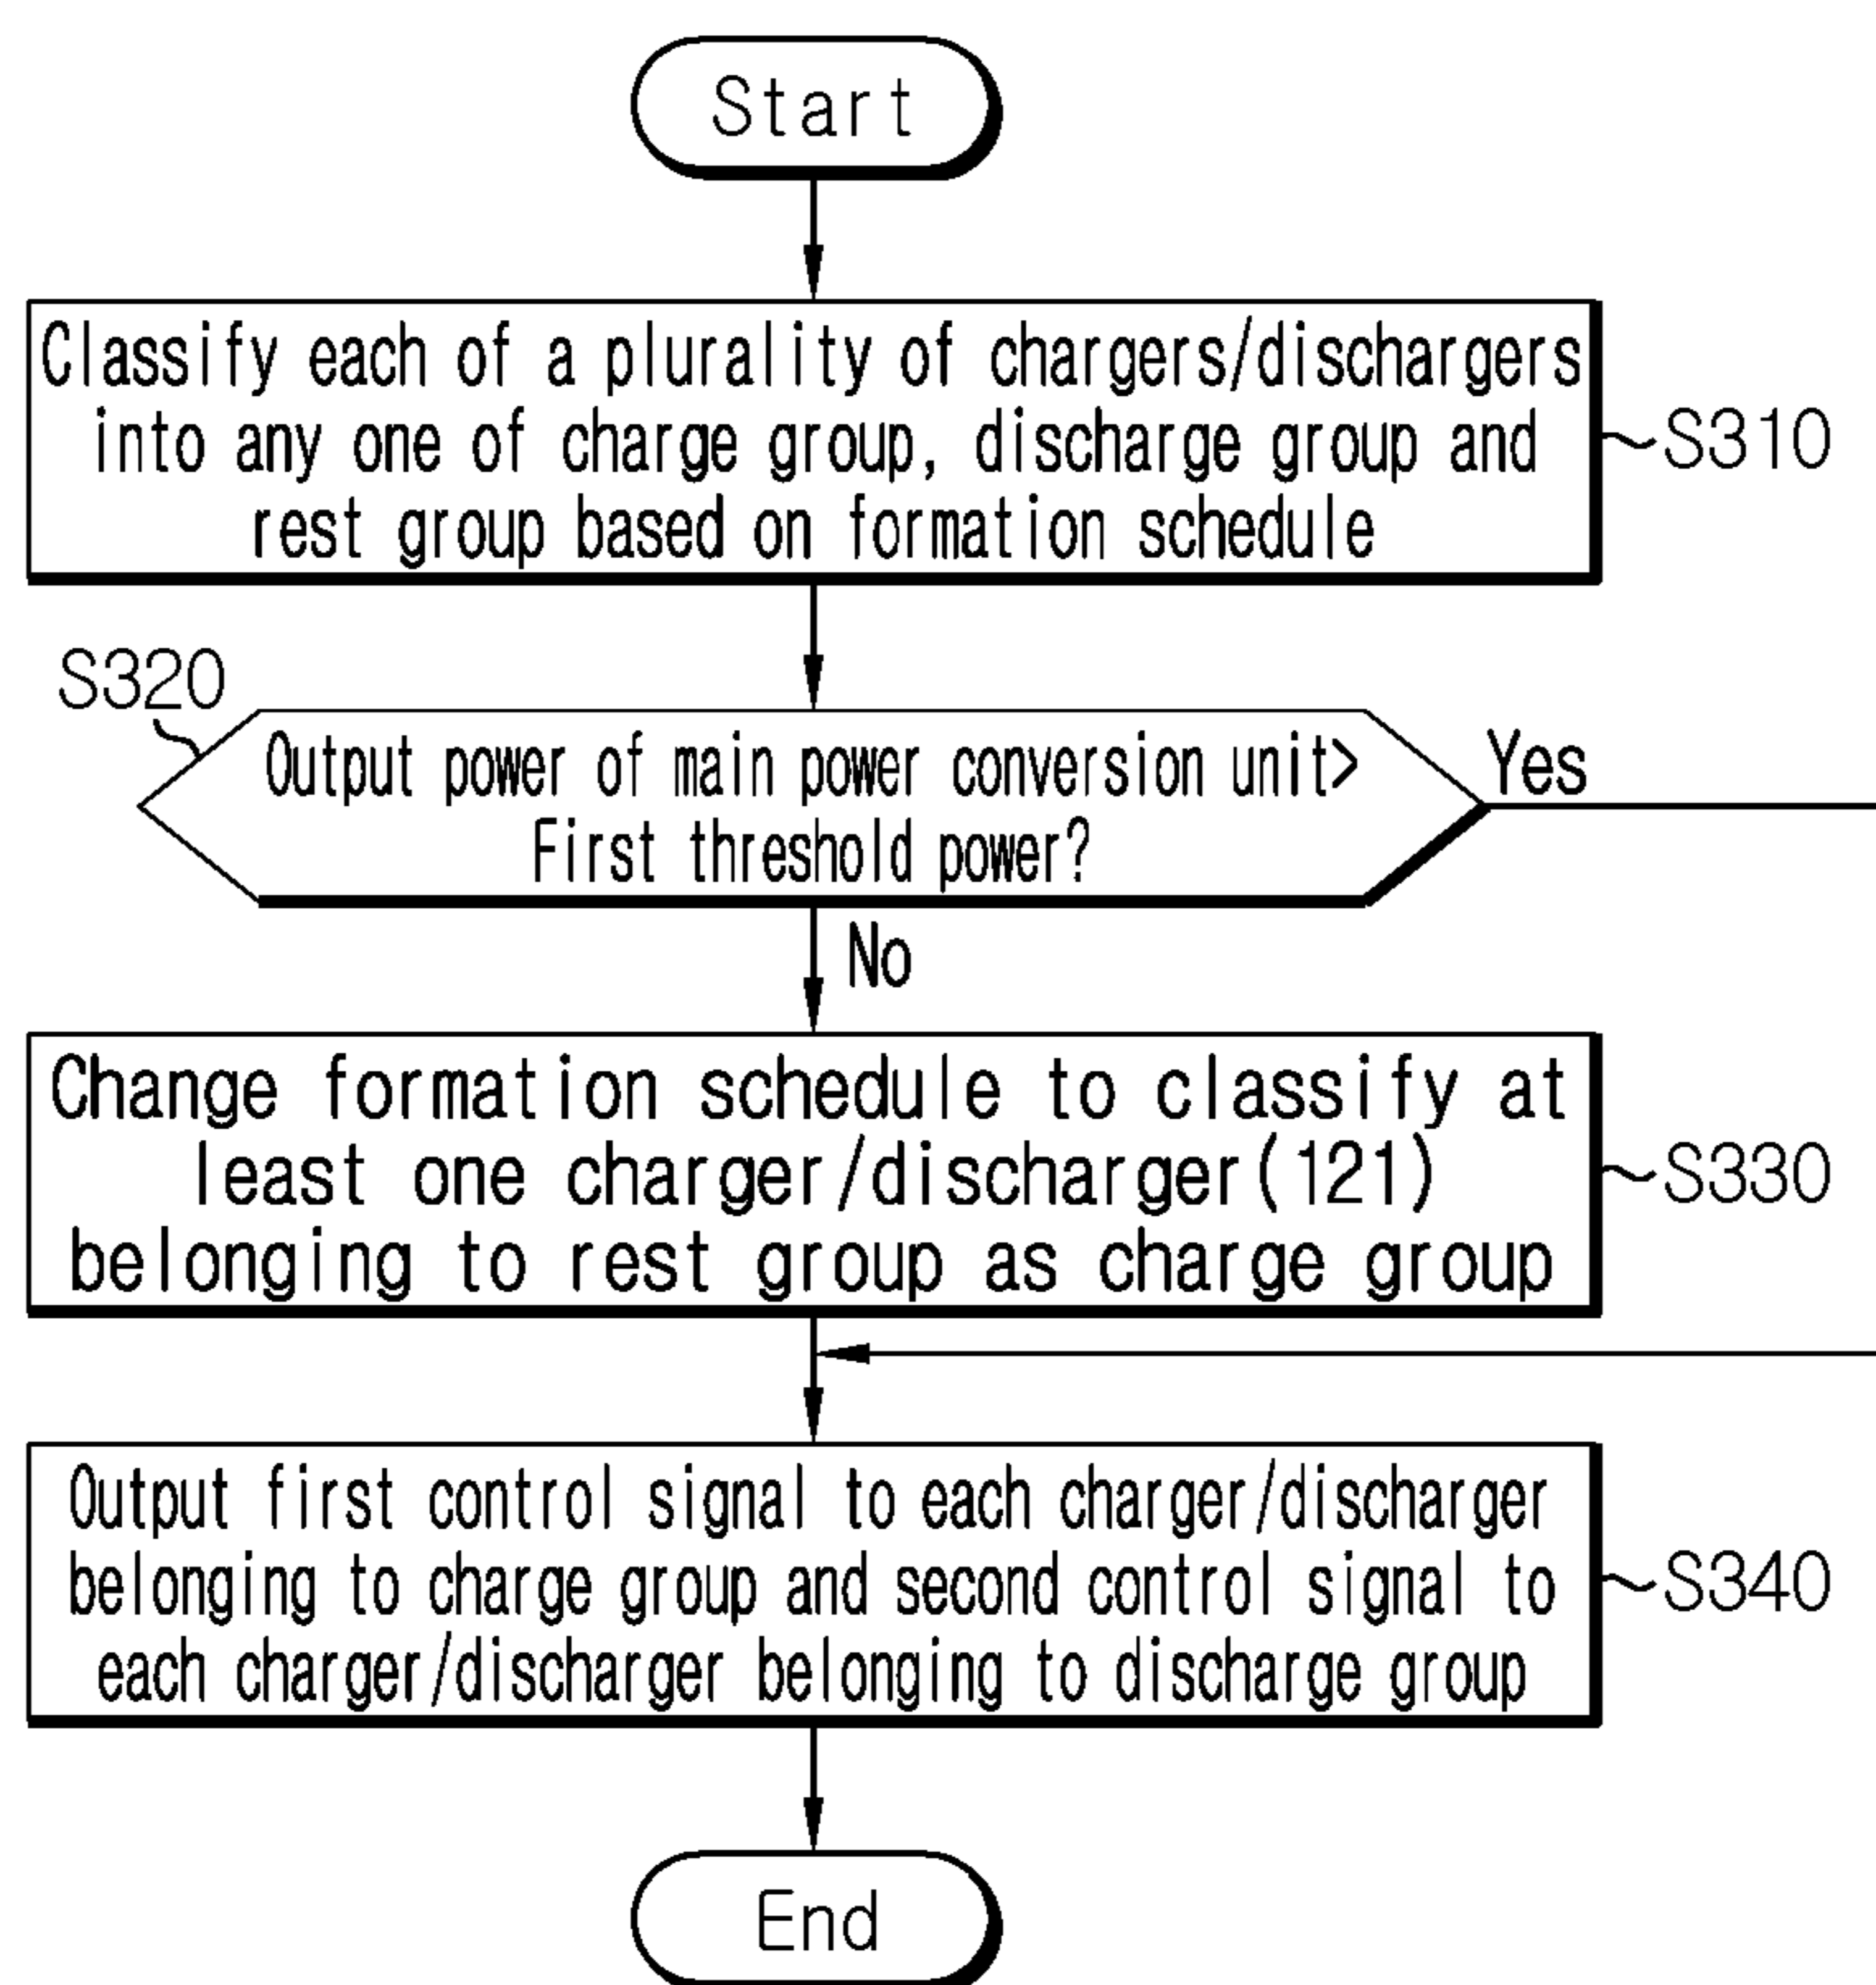 Start
Classify each of a plurality of chargers/dischargers
into any one of charge group, discharge group and
rest group based on formation schedule
S310
S320
Output power of main power conversion unit>
First threshold power?
Yes
No
Change formation schedule to classify at
least one charger/discharger(121)
belonging to rest group as charge group
S330
Output first control signal to each charger/discharger
belonging to charge group and second control signal to
each charger/discharger belonging to discharge group
S340
End